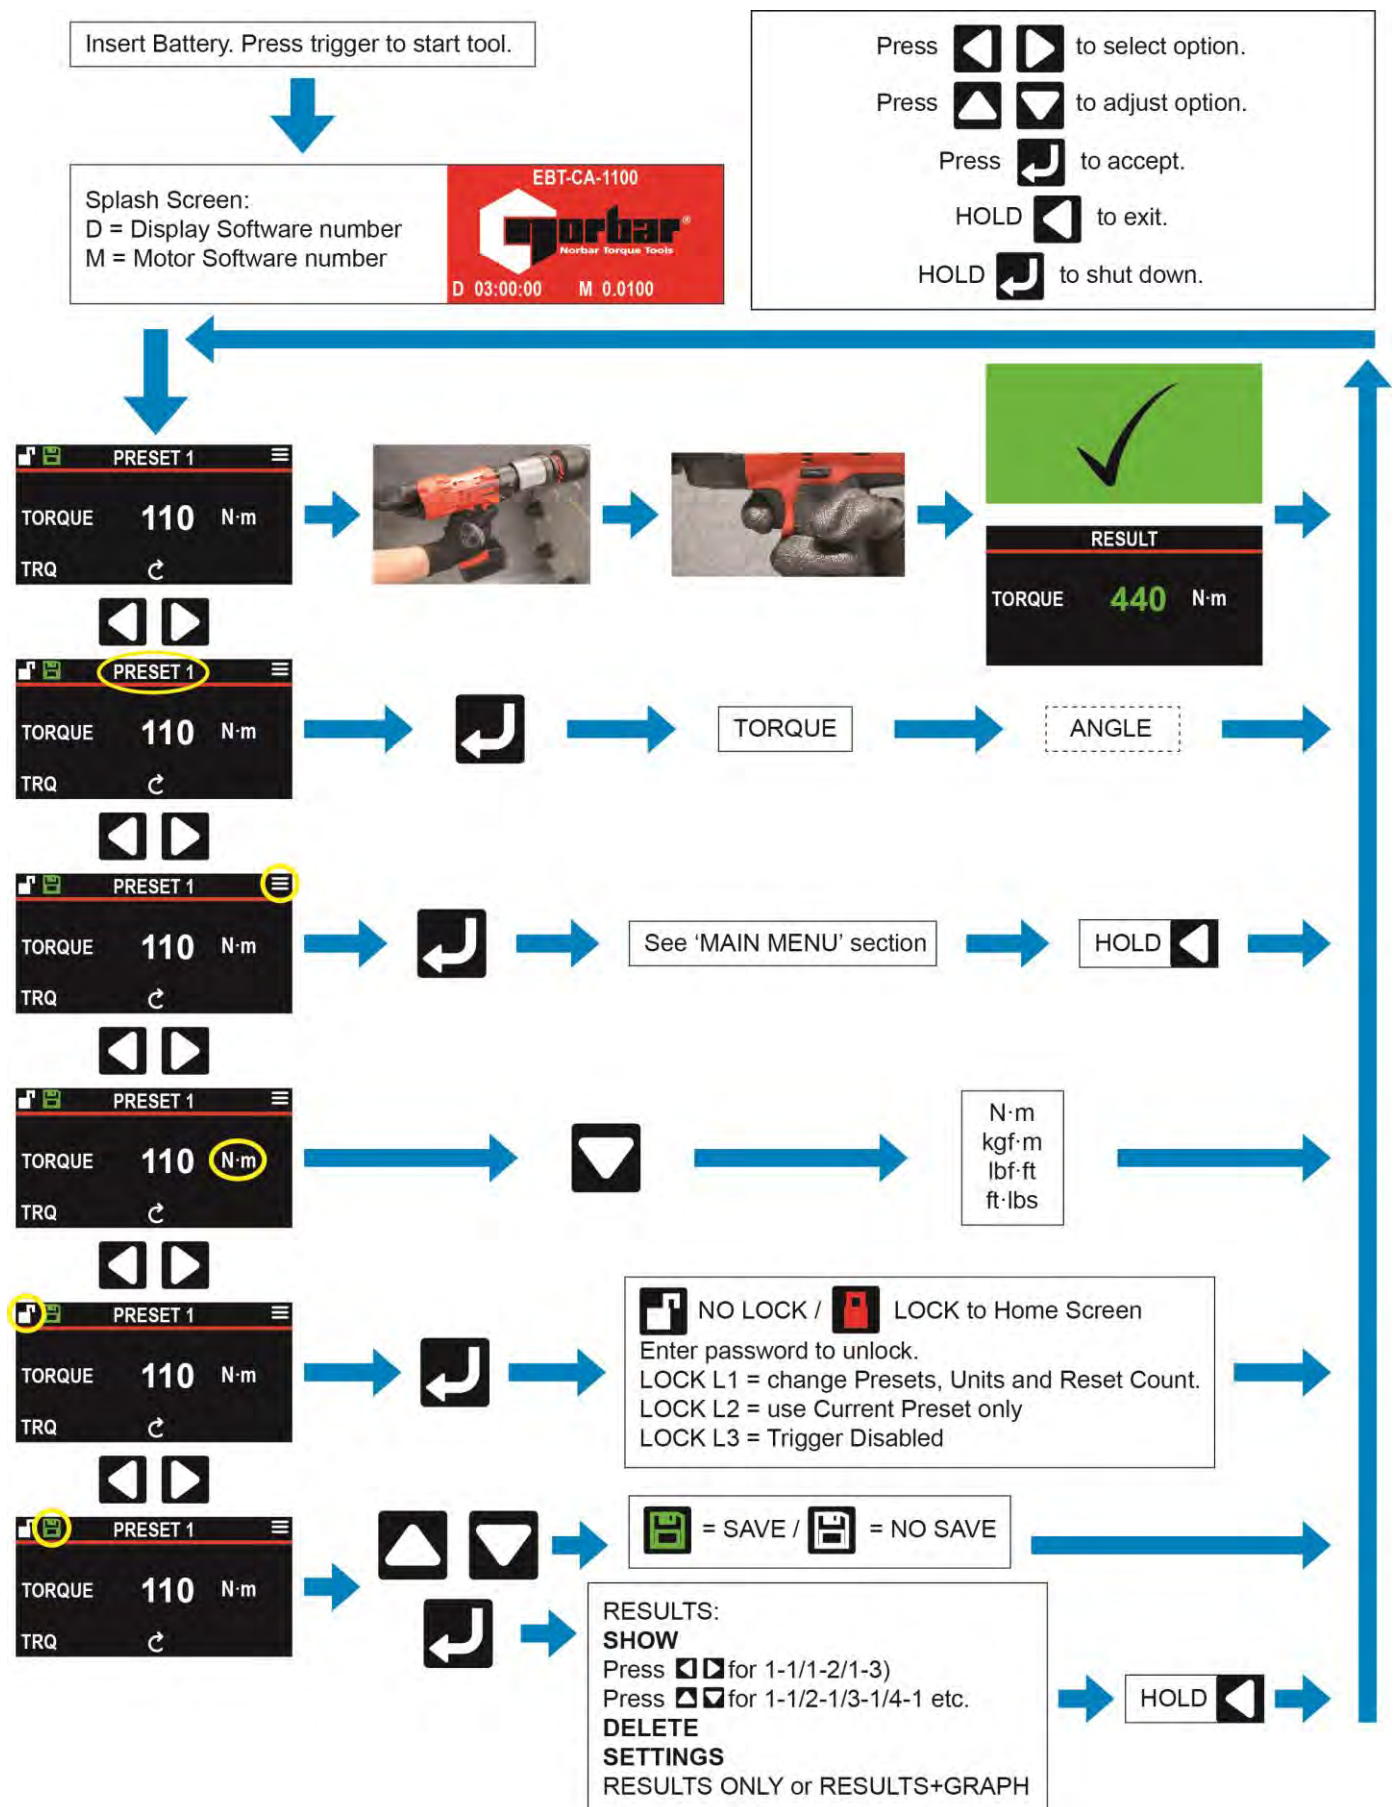 Insert Battery. Press trigger to start tool.
Press to select option.
Press to adjust option.
Press to accept.
HOLD to exit.
HOLD to shut down.
Splash Screen:
D = Display Software number
M = Motor Software number
EBT-CA-1100
norbar®
Norbar Torque Tools
D 03:00:00 M 0.0100
PRESET 1
TORQUE 110 N·m
TRQ
RESULT
TORQUE 440 N·m
PRESET 1
TORQUE 110 N·m
TRQ
TORQUE
ANGLE
PRESET 1
TORQUE 110 N·m
TRQ
See ‘MAIN MENU’ section
HOLD
PRESET 1
TORQUE 110 N·m
TRQ
N·m
kgf·m
lbf·ft
ft·lbs
PRESET 1
TORQUE 110 N·m
TRQ
NO LOCK / LOCK to Home Screen
Enter password to unlock.
LOCK L1 = change Presets, Units and Reset Count.
LOCK L2 = use Current Preset only
LOCK L3 = Trigger Disabled
PRESET 1
TORQUE 110 N·m
TRQ
= SAVE / = NO SAVE
RESULTS:
SHOW
Press for 1-1/1-2/1-3)
Press for 1-1/2-1/3-1/4-1 etc.
DELETE
SETTINGS
RESULTS ONLY or RESULTS+GRAPH
HOLD